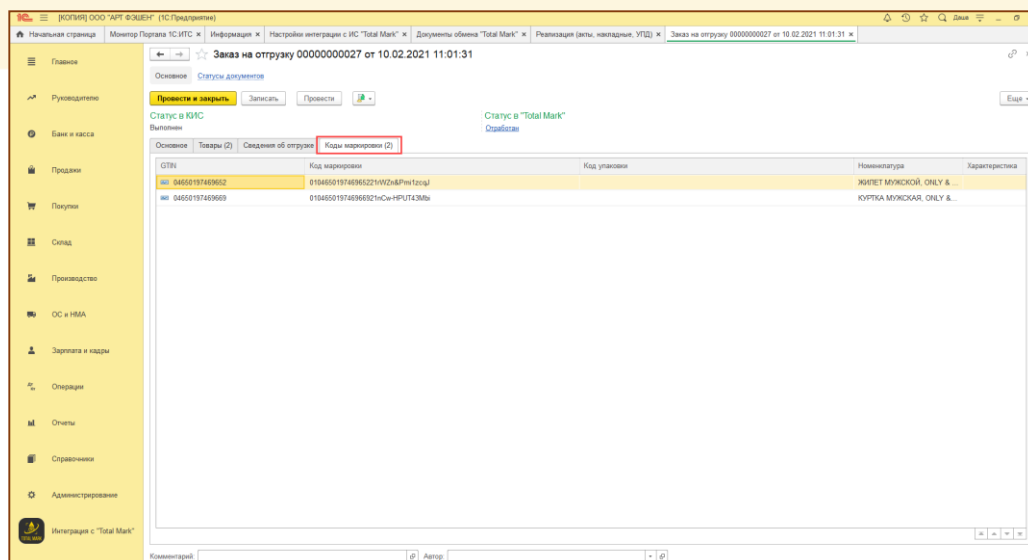 1С [КОПИЯ] ООО "АРТ ФЭШЕН" (1С:Предприятие) Даша
Начальная страница Монитор Портала 1С:ИТС × Информация × Настройки интеграции с ИС "Total Mark" × Документы обмена "Total Mark" × Реализация (акты, накладные, УПД) × Заказ на отгрузку 00000000027 от 10.02.2021 11:01:31 ×
Главное
Руководителю
Банк и касса
Продажи
Покупки
Склад
Производство
ОС и НМА
Зарплата и кадры
Операции
Отчеты
Справочники
Администрирование
Интеграция с "Total Mark"
Заказ на отгрузку 00000000027 от 10.02.2021 11:01:31
Основное Статусы документов
Провести и закрыть Записать Провести Еще
Статус в КИС Статус в "Total Mark"
Выполнен Отработан
Основное Товары (2) Сведения об отгрузке Коды маркировки (2)
GTIN Код маркировки Код упаковки Номенклатура Характеристика
04650197469652 010465019746965221rWZn&Pmi1zcqJ ЖИЛЕТ МУЖСКОЙ, ONLY & ...
04650197469669 010465019746966921nCw-HPUT43Mbi КУРТКА МУЖСКАЯ, ONLY &...
Комментарий: Автор: